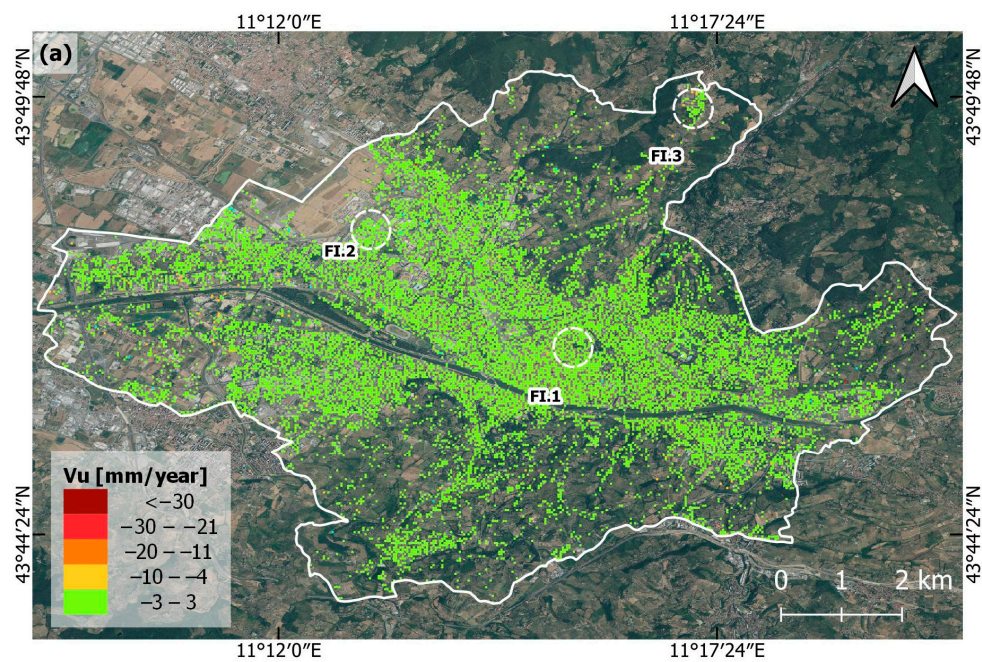 11°12′0″E 11°17′24″E
(a)
43°49′48″N 43°49′48″N
FI.3
FI.2
FI.1
Vu [mm/year]
<−30
−30 – −21
−20 – −11
−10 – −4
−3 – 3
43°44′24″N 43°44′24″N
0 1 2 km
11°12′0″E 11°17′24″E